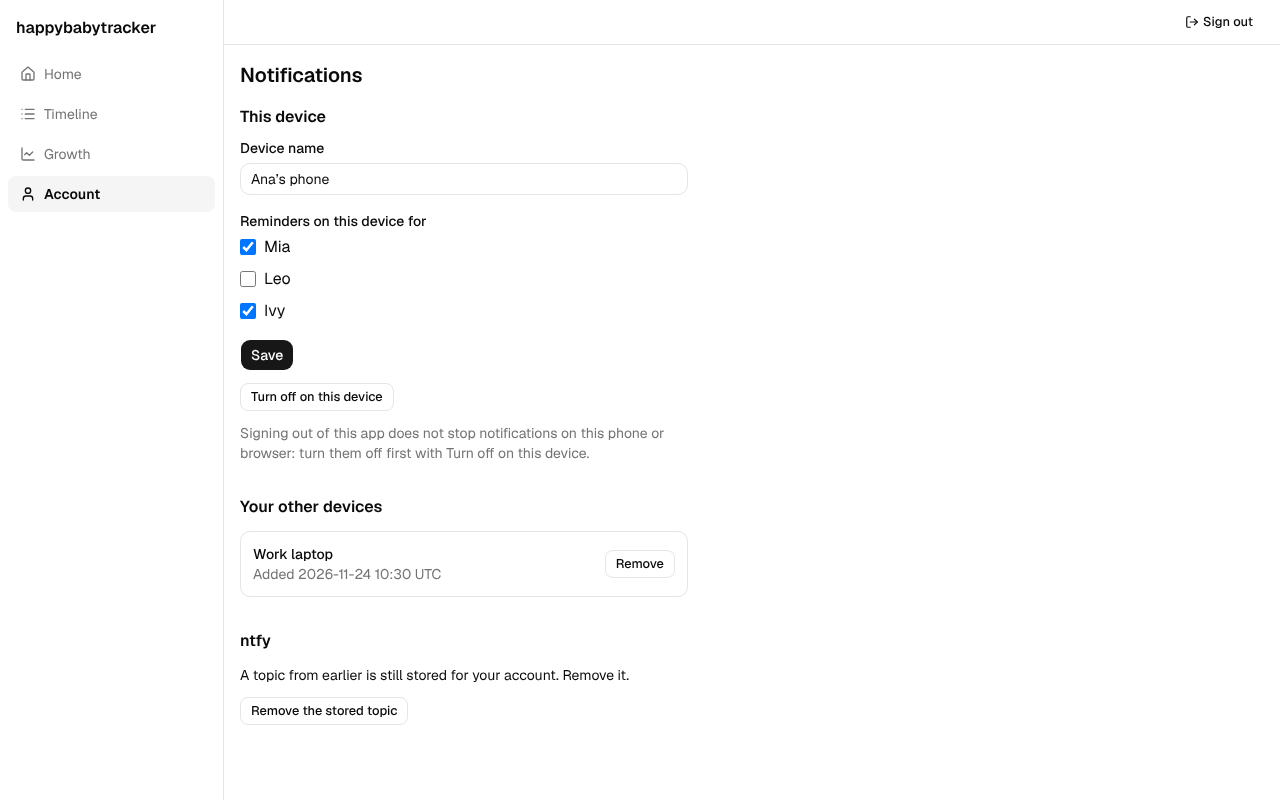 happybabytracker
Sign out
Home
Timeline
Growth
Account
Notifications
This device
Device name
Ana's phone
Reminders on this device for
Mia
Leo
Ivy
Save
Turn off on this device
Signing out of this app does not stop notifications on this phone or
browser: turn them off first with Turn off on this device.
Your other devices
Work laptop
Added 2026-11-24 10:30 UTC
Remove
ntfy
A topic from earlier is still stored for your account. Remove it.
Remove the stored topic